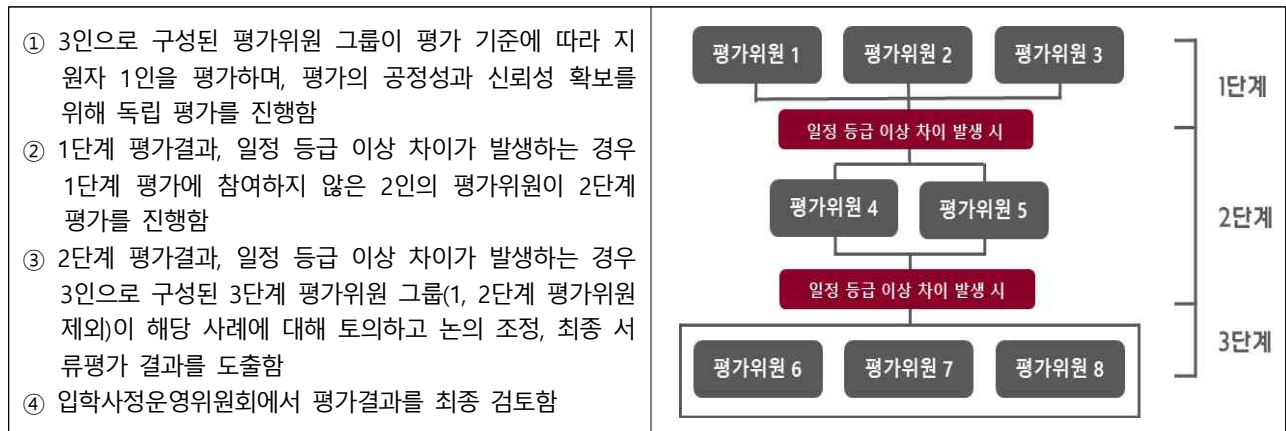 ① 3인으로 구성된 평가위원 그룹이 평가 기준에 따라 지
원자 1인을 평가하며, 평가의 공정성과 신뢰성 확보를
위해 독립 평가를 진행함
② 1단계 평가결과, 일정 등급 이상 차이가 발생하는 경우
1단계 평가에 참여하지 않은 2인의 평가위원이 2단계
평가를 진행함
③ 2단계 평가결과, 일정 등급 이상 차이가 발생하는 경우
3인으로 구성된 3단계 평가위원 그룹(1, 2단계 평가위원
제외)이 해당 사례에 대해 토의하고 논의 조정, 최종 서
류평가 결과를 도출함
④ 입학사정운영위원회에서 평가결과를 최종 검토함
평가위원 1 평가위원 2 평가위원 3
1단계
일정 등급 이상 차이 발생 시
평가위원 4 평가위원 5
2단계
일정 등급 이상 차이 발생 시
3단계
평가위원 6 평가위원 7 평가위원 8